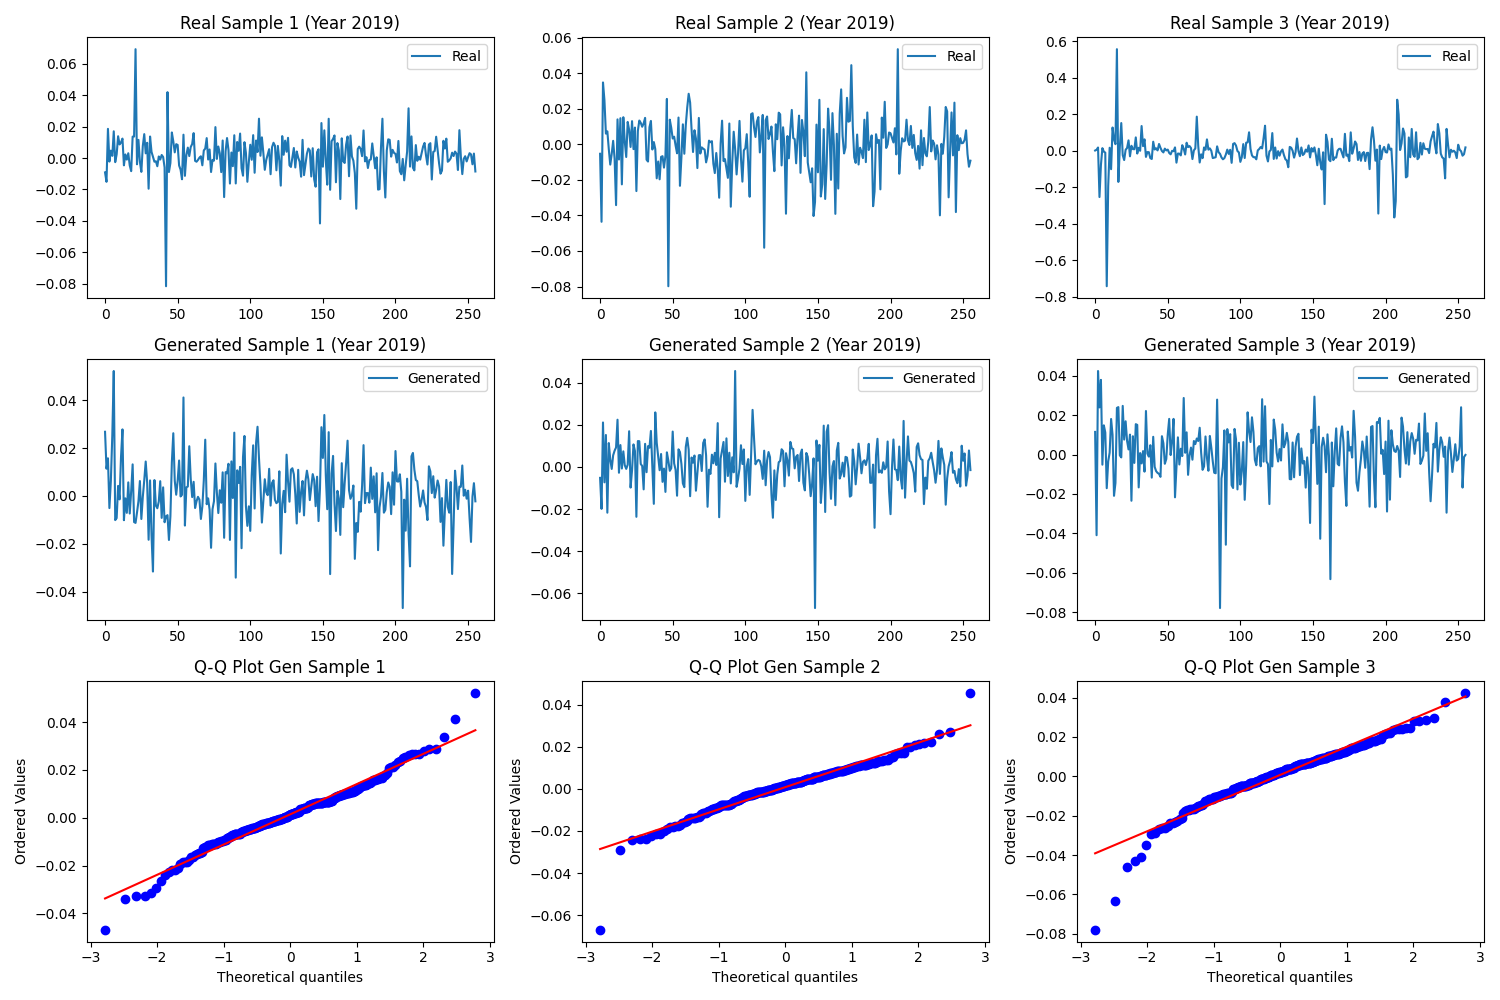 Real Sample 1 (Year 2019)
Real
0.06
0.04
0.02
0.00
−0.02
−0.04
−0.06
−0.08
0 50 100 150 200 250
Real Sample 2 (Year 2019)
Real
0.06
0.04
0.02
0.00
−0.02
−0.04
−0.06
−0.08
0 50 100 150 200 250
Real Sample 3 (Year 2019)
Real
0.6
0.4
0.2
0.0
−0.2
−0.4
−0.6
−0.8
0 50 100 150 200 250
Generated Sample 1 (Year 2019)
Generated
0.04
0.02
0.00
−0.02
−0.04
0 50 100 150 200 250
Generated Sample 2 (Year 2019)
Generated
0.04
0.02
0.00
−0.02
−0.04
−0.06
0 50 100 150 200 250
Generated Sample 3 (Year 2019)
Generated
0.04
0.02
0.00
−0.02
−0.04
−0.06
−0.08
0 50 100 150 200 250
Q-Q Plot Gen Sample 1
Ordered Values
0.04
0.02
0.00
−0.02
−0.04
−3 −2 −1 0 1 2 3
Theoretical quantiles
Q-Q Plot Gen Sample 2
Ordered Values
0.04
0.02
0.00
−0.02
−0.04
−0.06
−3 −2 −1 0 1 2 3
Theoretical quantiles
Q-Q Plot Gen Sample 3
Ordered Values
0.04
0.02
0.00
−0.02
−0.04
−0.06
−0.08
−3 −2 −1 0 1 2 3
Theoretical quantiles